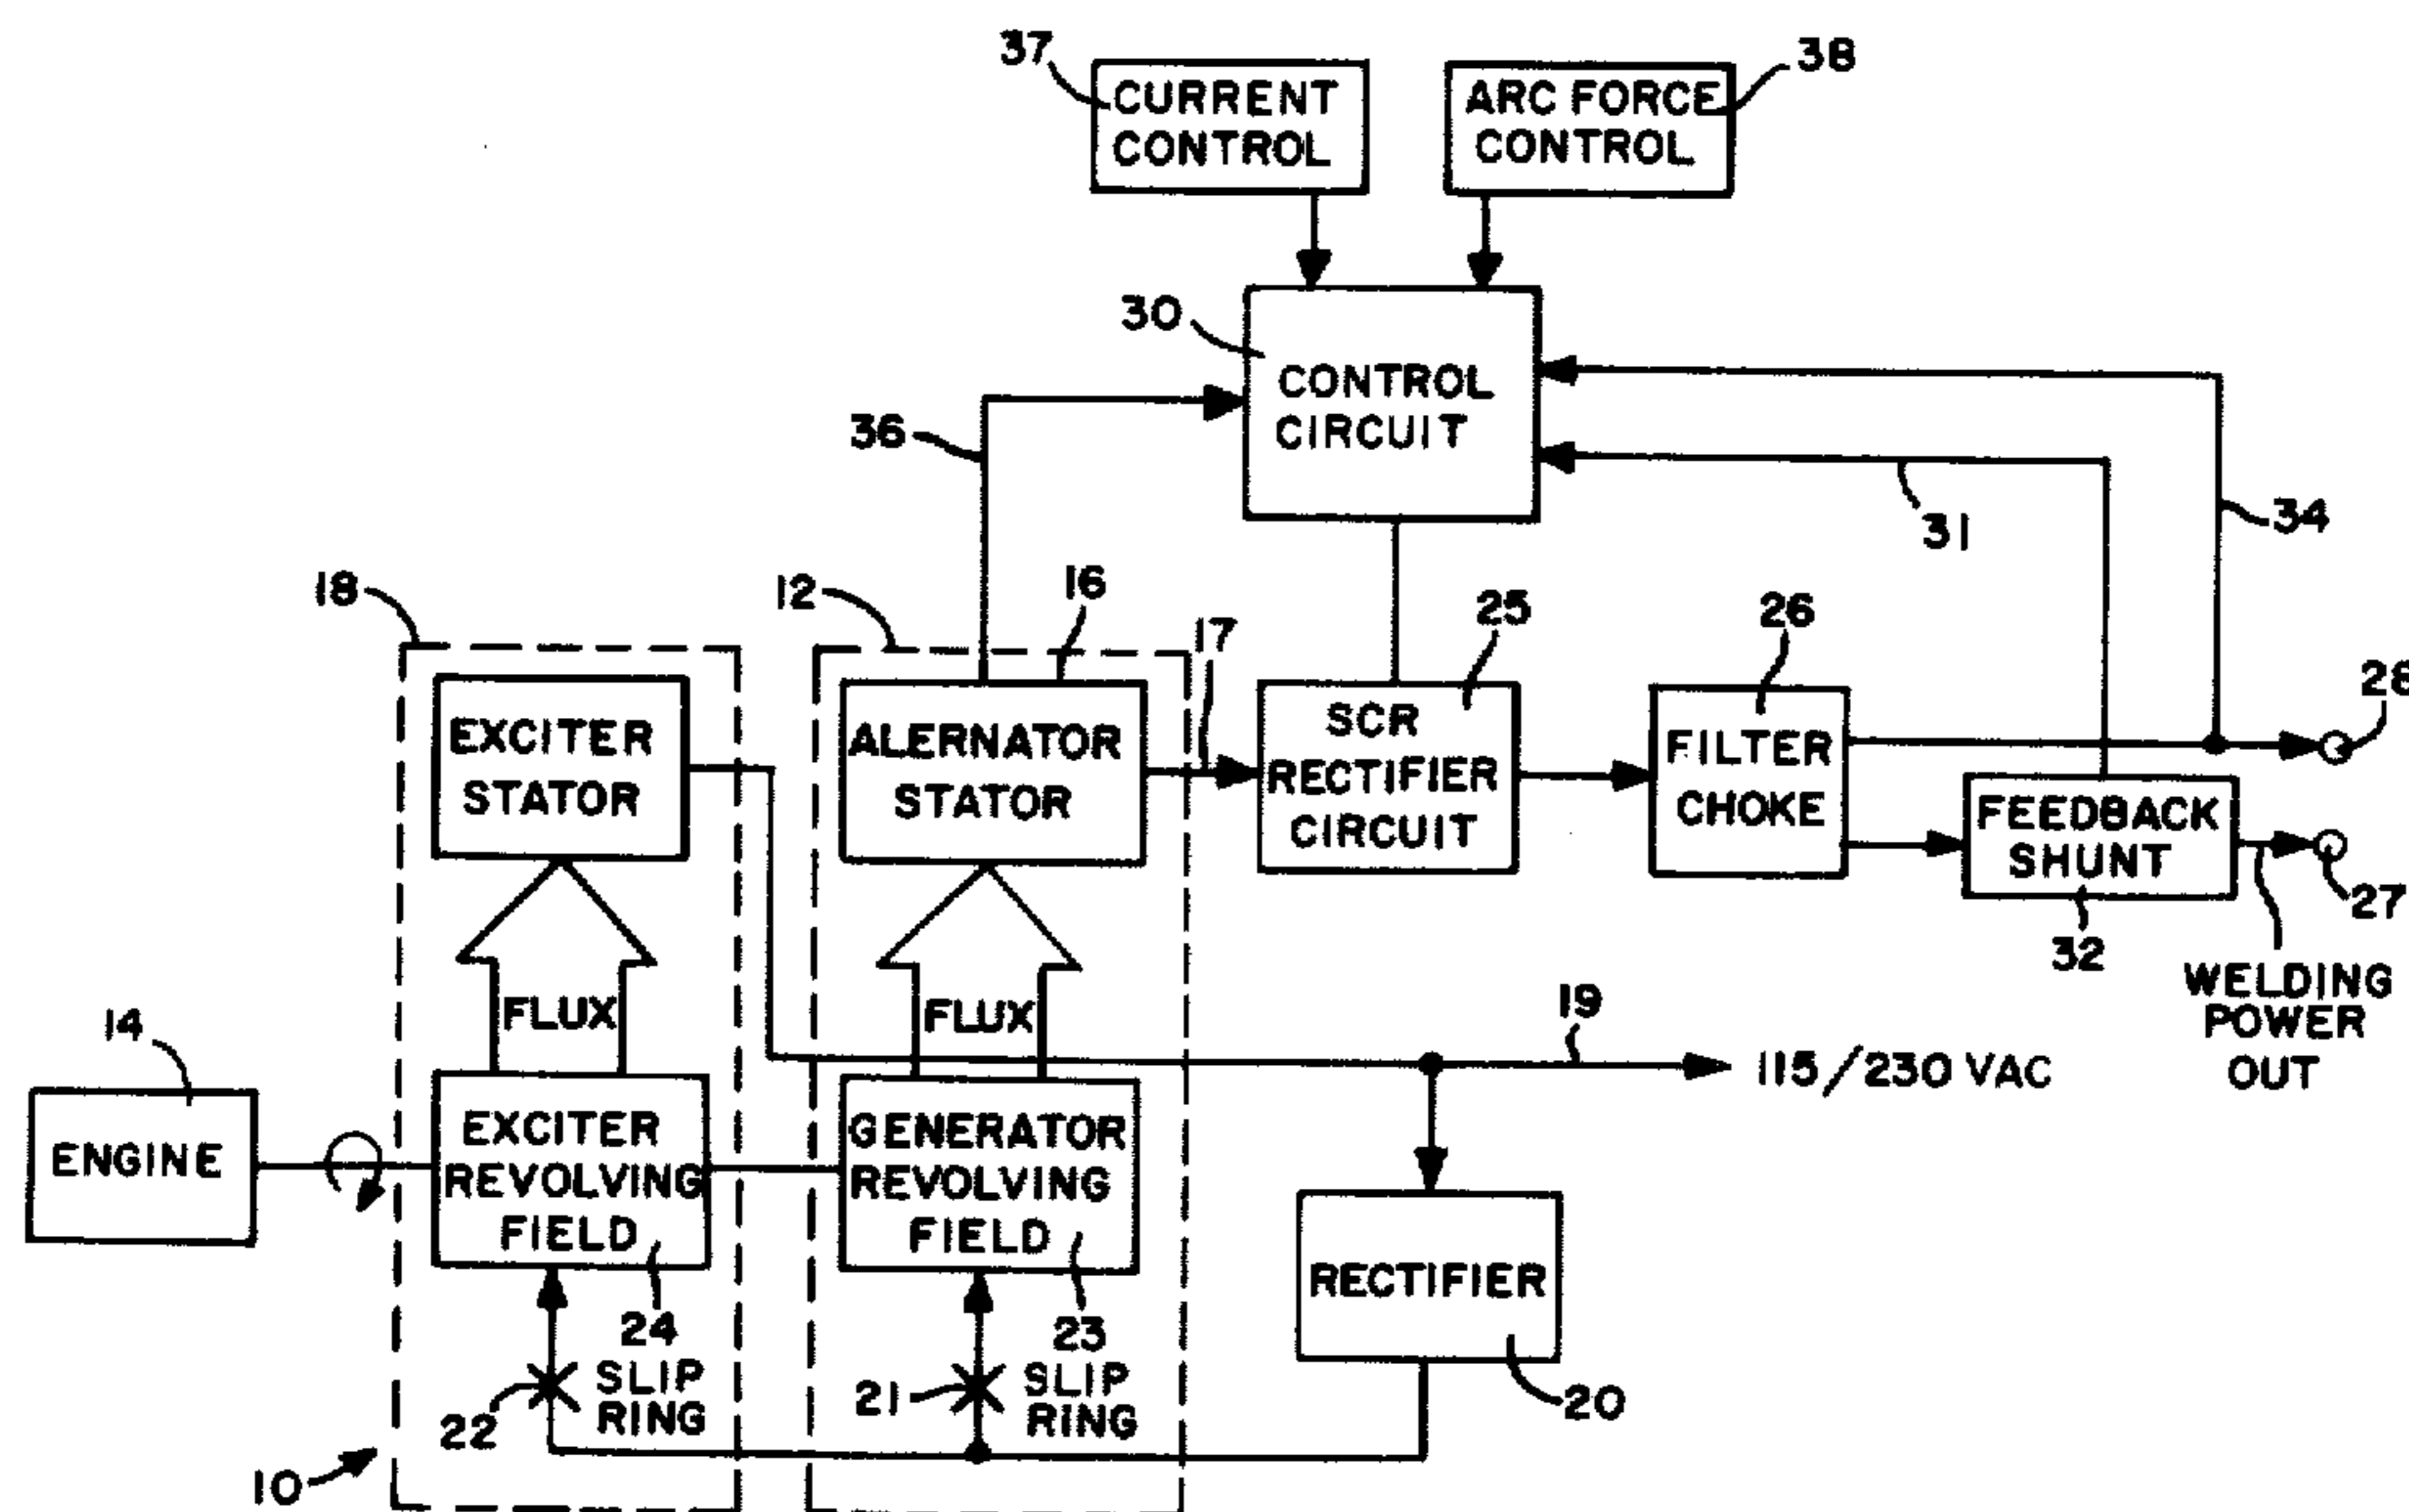 37
CURRENT
CONTROL
ARC FORCE
CONTROL
38
30
CONTROL
CIRCUIT
36
31
34
18
12
16
17
25
26
28
EXCITER
STATOR
ALERNATOR
STATOR
SCR
RECTIFIER
CIRCUIT
FILTER
CHOKE
FEEDBACK
SHUNT
27
32
WELDING
POWER
OUT
FLUX
FLUX
19
115/230 VAC
14
ENGINE
EXCITER
REVOLVING
FIELD
GENERATOR
REVOLVING
FIELD
RECTIFIER
24
23
22
SLIP
RING
21
SLIP
RING
20
10